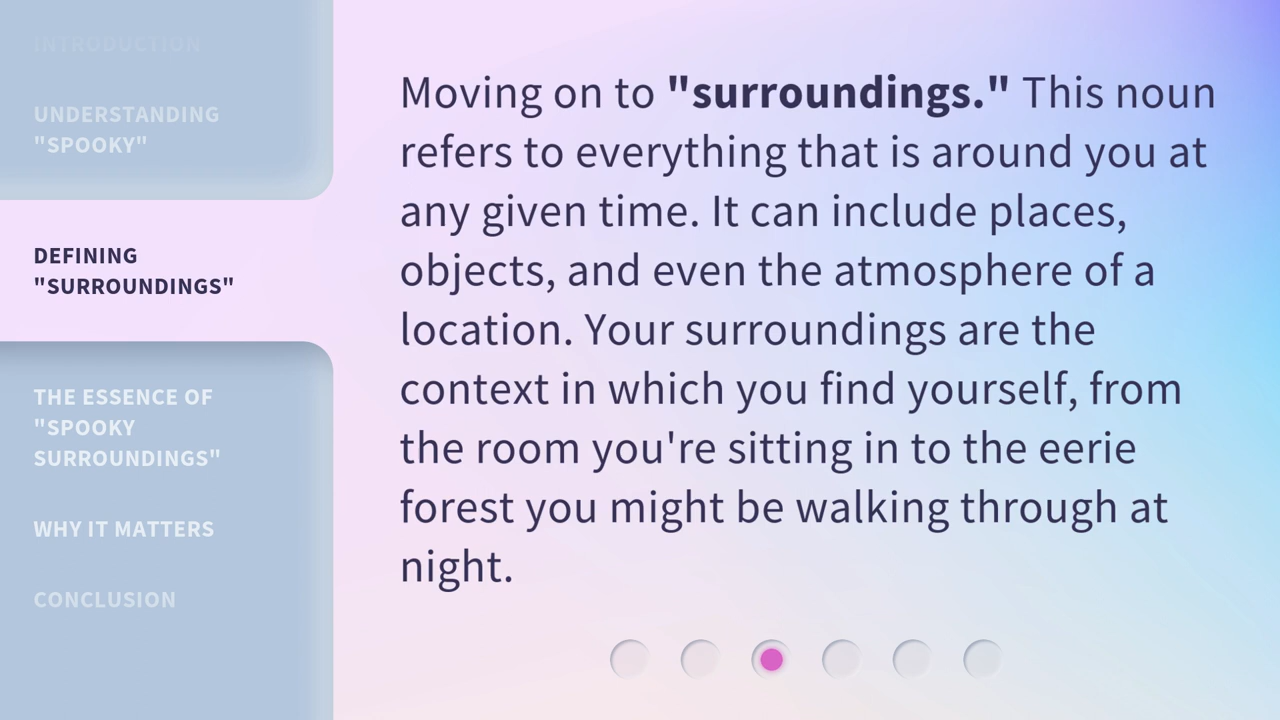 INTRODUCTION
UNDERSTANDING
"SPOOKY"
DEFINING
"SURROUNDINGS"
THE ESSENCE OF
"SPOOKY
SURROUNDINGS"
WHY IT MATTERS
CONCLUSION
Moving on to "surroundings." This noun
refers to everything that is around you at
any given time. It can include places,
objects, and even the atmosphere of a
location. Your surroundings are the
context in which you find yourself, from
the room you're sitting in to the eerie
forest you might be walking through at
night.